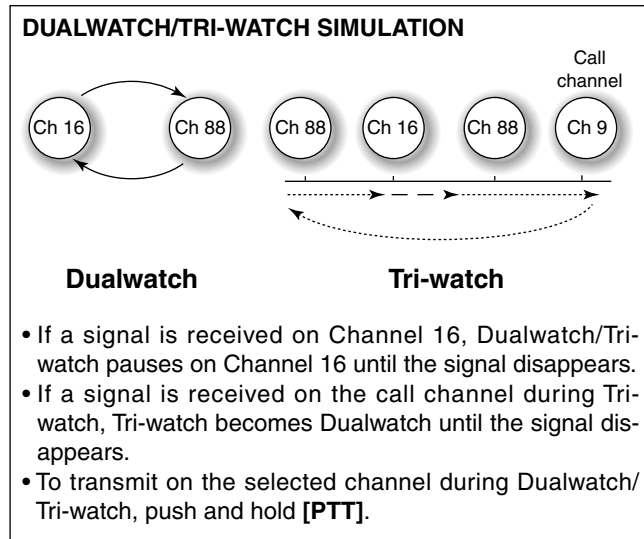 DUALWATCH/TRI-WATCH SIMULATION
Call
channel
Ch 16
Ch 88
Ch 88
Ch 16
Ch 88
Ch 9
Dualwatch
Tri-watch
• If a signal is received on Channel 16, Dualwatch/Tri-
watch pauses on Channel 16 until the signal disappears.
• If a signal is received on the call channel during Tri-
watch, Tri-watch becomes Dualwatch until the signal dis-
appears.
• To transmit on the selected channel during Dualwatch/
Tri-watch, push and hold [PTT].